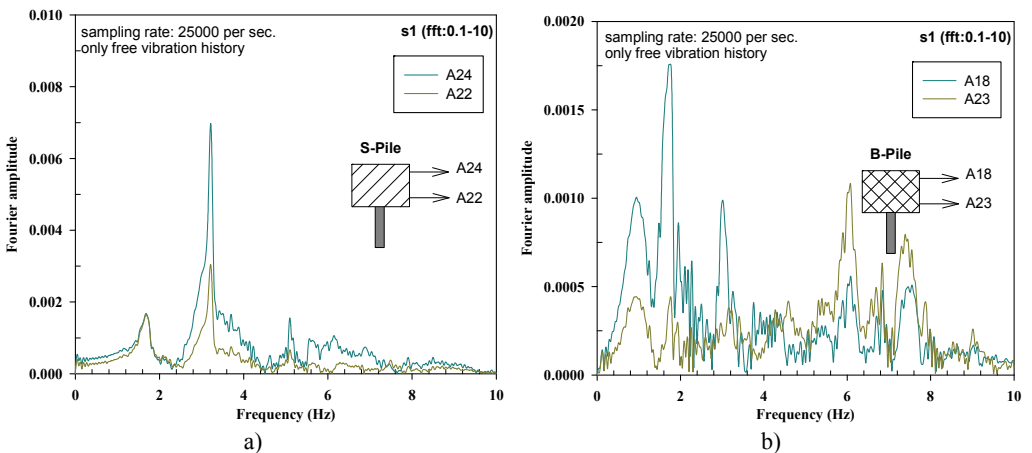 sampling rate: 25000 per sec.
only free vibration history
s1 (fft:0.1-10)
A24
A22
S-Pile
A24
A22
Fourier amplitude
0.010
0.008
0.006
0.004
0.002
0.000
0 2 4 6 8 10
Frequency (Hz)
a)
sampling rate: 25000 per sec.
only free vibration history
s1 (fft:0.1-10)
A18
A23
B-Pile
A18
A23
Fourier amplitude
0.0020
0.0015
0.0010
0.0005
0.0000
0 2 4 6 8 10
Frequency (Hz)
b)